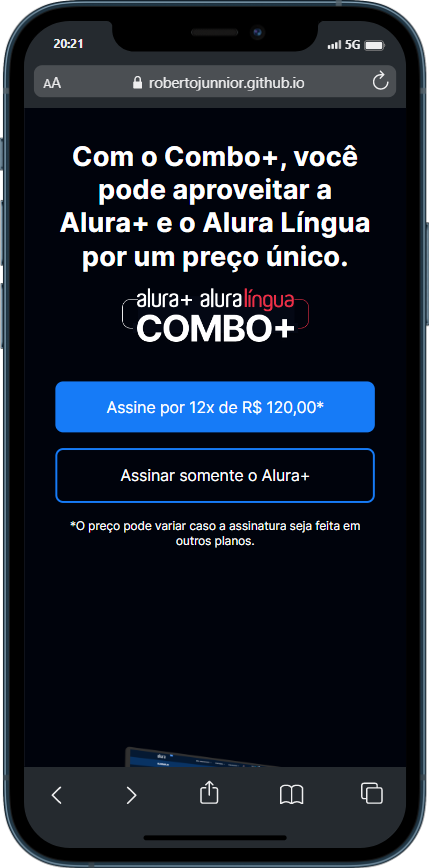 20:21
5G
AA
robertojunnior.github.io
Com o Combo+, você
pode aproveitar a
Alura+ e o Alura Língua
por um preço único.
alura+ aluralíngua
COMBO+
Assine por 12x de R$ 120,00*
Assinar somente o Alura+
*O preço pode variar caso a assinatura seja feita em
outros planos.